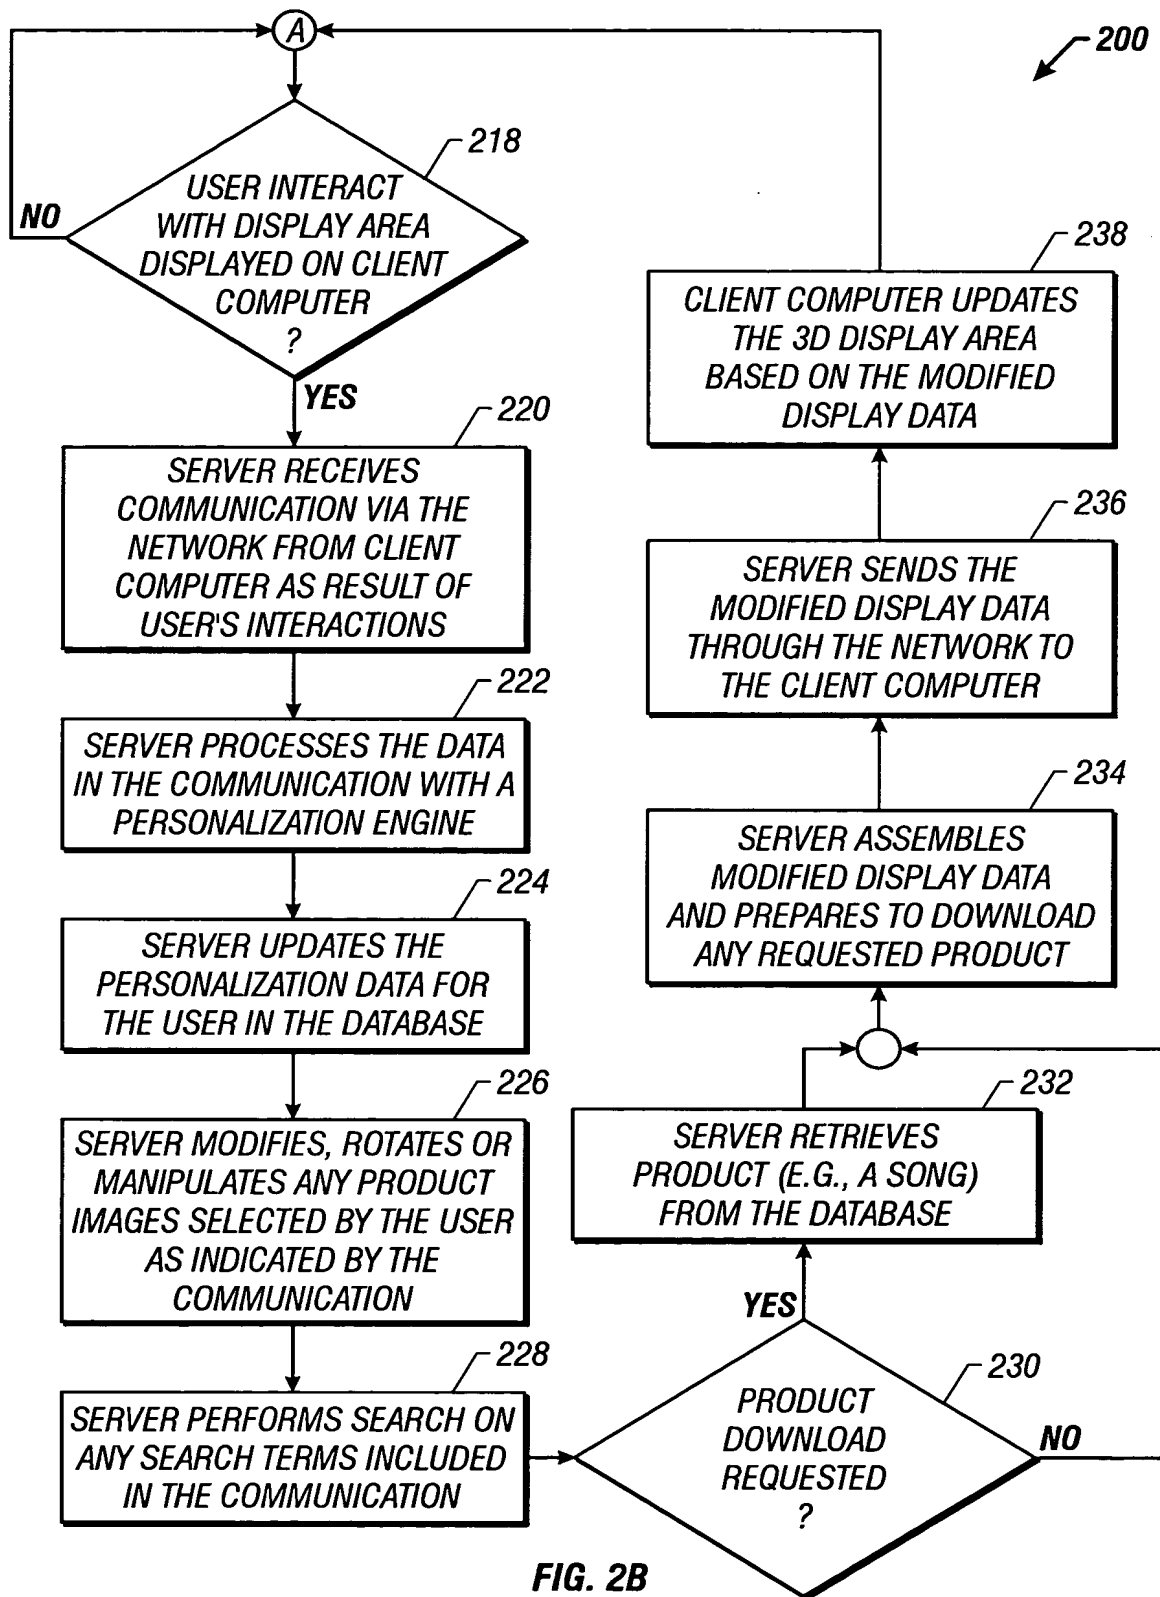 A
200
218
USER INTERACT
WITH DISPLAY AREA
DISPLAYED ON CLIENT
COMPUTER
?
NO
YES
220
SERVER RECEIVES
COMMUNICATION VIA THE
NETWORK FROM CLIENT
COMPUTER AS RESULT OF
USER'S INTERACTIONS
222
SERVER PROCESSES THE DATA
IN THE COMMUNICATION WITH A
PERSONALIZATION ENGINE
224
SERVER UPDATES THE
PERSONALIZATION DATA FOR
THE USER IN THE DATABASE
226
SERVER MODIFIES, ROTATES OR
MANIPULATES ANY PRODUCT
IMAGES SELECTED BY THE USER
AS INDICATED BY THE
COMMUNICATION
228
SERVER PERFORMS SEARCH ON
ANY SEARCH TERMS INCLUDED
IN THE COMMUNICATION
230
PRODUCT
DOWNLOAD
REQUESTED
?
NO
YES
232
SERVER RETRIEVES
PRODUCT (E.G., A SONG)
FROM THE DATABASE
234
SERVER ASSEMBLES
MODIFIED DISPLAY DATA
AND PREPARES TO DOWNLOAD
ANY REQUESTED PRODUCT
236
SERVER SENDS THE
MODIFIED DISPLAY DATA
THROUGH THE NETWORK TO
THE CLIENT COMPUTER
238
CLIENT COMPUTER UPDATES
THE 3D DISPLAY AREA
BASED ON THE MODIFIED
DISPLAY DATA
FIG. 2B